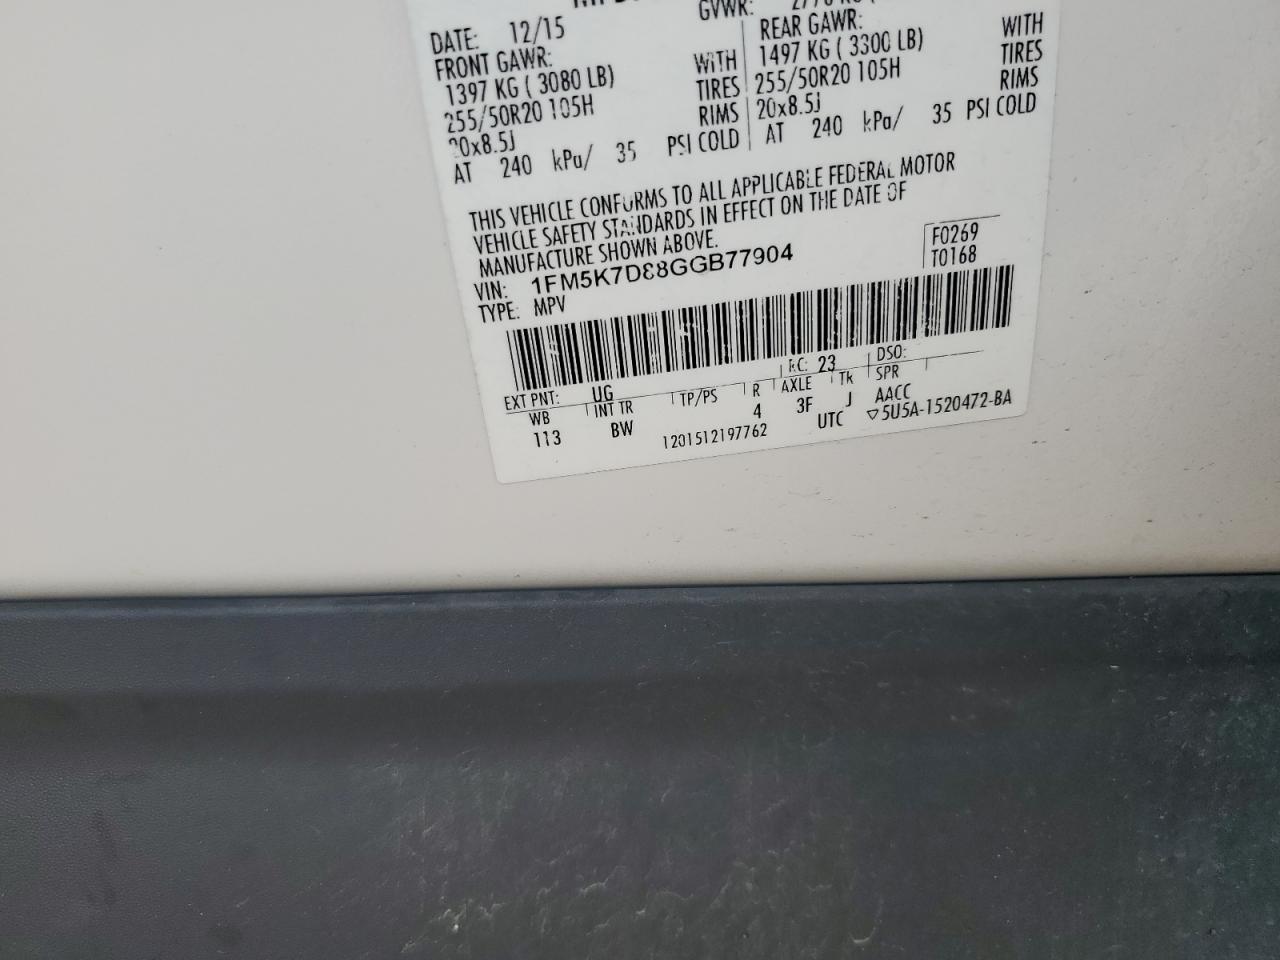 GVWR:
DATE: 12/15
FRONT GAWR:
1397 KG ( 3080 LB) WITH
255/50R20 105H TIRES
20x8.5J RIMS
AT 240 kPa/ 35 PSI COLD
REAR GAWR:
1497 KG ( 3300 LB) WITH
255/50R20 105H TIRES
20x8.5J RIMS
AT 240 kPa/ 35 PSI COLD
THIS VEHICLE CONFORMS TO ALL APPLICABLE FEDERAL MOTOR
VEHICLE SAFETY STANDARDS IN EFFECT ON THE DATE OF
MANUFACTURE SHOWN ABOVE.
VIN: 1FM5K7D88GGB77904
TYPE: MPV
F0269
T0168
EXT PNT: UG RC: 23 DSO:
WB INT TR TP/PS R AXLE TR SPR
113 BW 4 3F J AACC
1201512197762 UTC ▽5U5A-1520472-BA